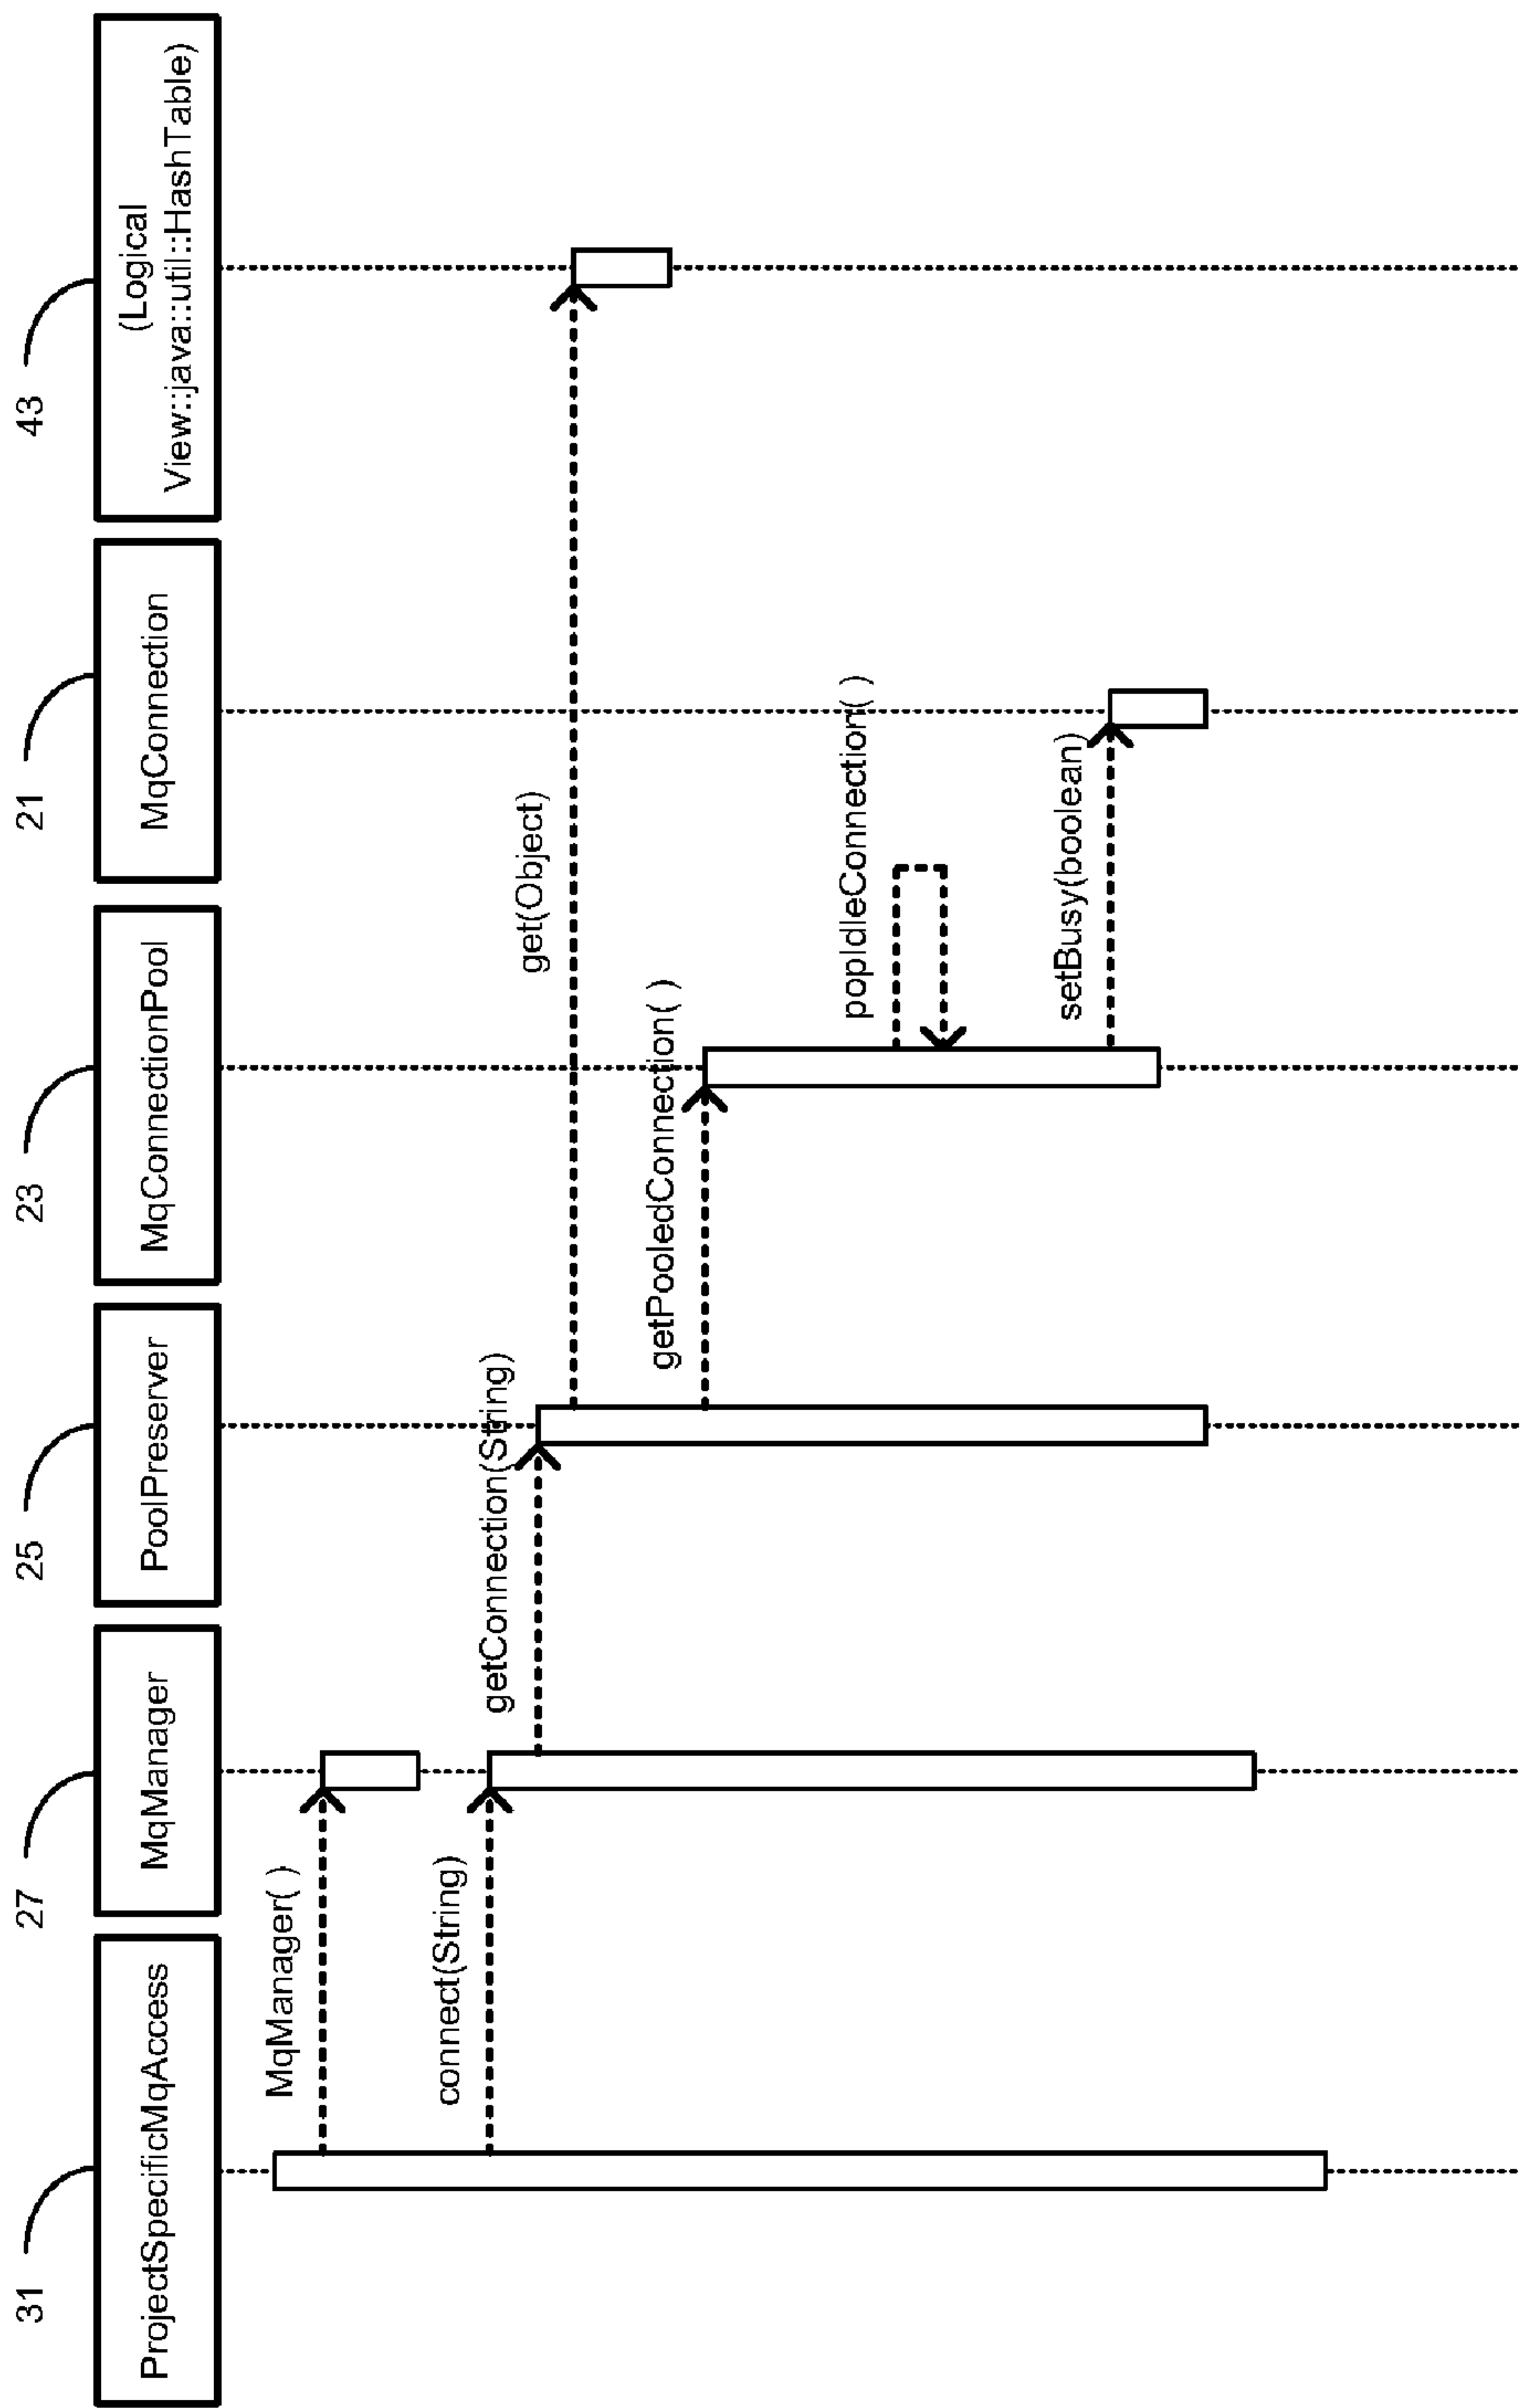 31
27
25
23
21
43
ProjectSpecificMqAccess
MqManager
PoolPreserver
MqConnectionPool
MqConnection
(Logical
View::java::util::HashTable)
MqManager( )
connect(String)
getConnection(String)
get(Object)
getPooledConnection( )
popIdleConnection( )
setBusy(boolean)